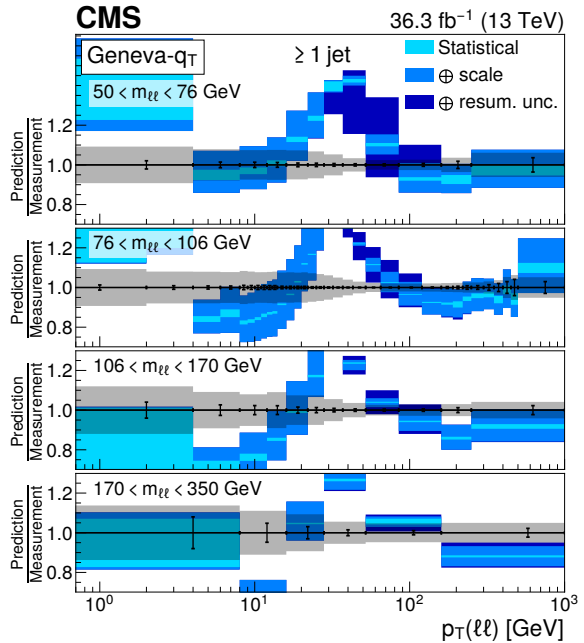 CMS 36.3 fb⁻¹ (13 TeV)
Geneva-q_T ≥ 1 jet Statistical
⊕ scale
50 < m_ℓℓ < 76 GeV ⊕ resum. unc.
Prediction
Measurement
1.2
1.0
0.8
76 < m_ℓℓ < 106 GeV
Prediction
Measurement
1.2
1.0
0.8
106 < m_ℓℓ < 170 GeV
Prediction
Measurement
1.2
1.0
0.8
170 < m_ℓℓ < 350 GeV
Prediction
Measurement
1.2
1.0
0.8
1 10¹ 10² 10³
p_T(ℓℓ) [GeV]